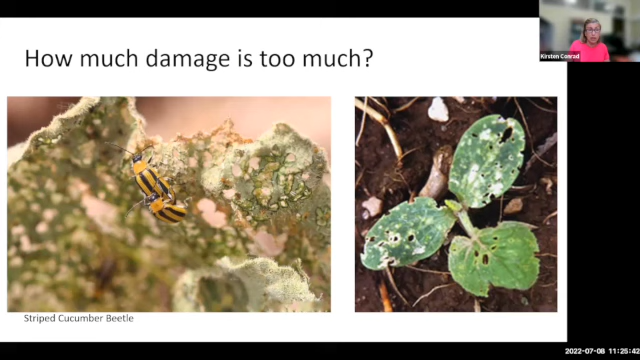 How much damage is too much?
Kirsten Conrad
Striped Cucumber Beetle
2022-07-08 11:25:42